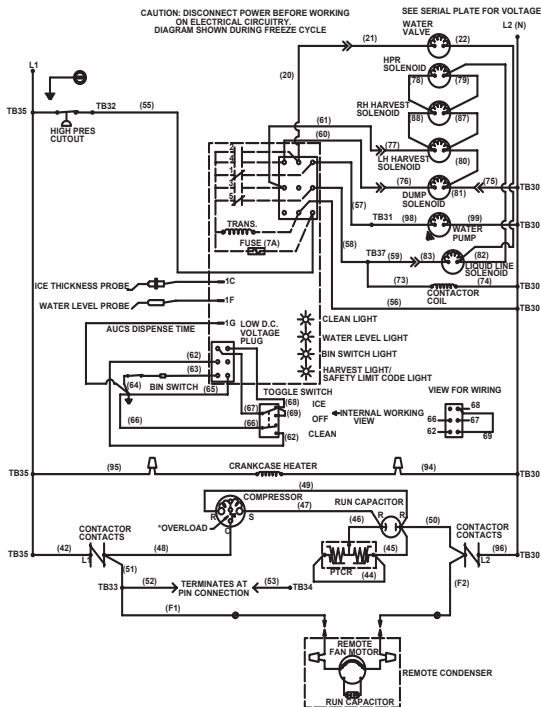 CAUTION: DISCONNECT POWER BEFORE WORKING
ON ELECTRICAL CIRCUITRY.
DIAGRAM SHOWN DURING FREEZE CYCLE
SEE SERIAL PLATE FOR VOLTAGE
L1
L2 (N)
(21)
WATER
VALVE
(22)
(20)
HPR
SOLENOID
(78)
(79)
TB35
TB32
(55)
HIGH PRES
CUTOUT
RH HARVEST
SOLENOID
(88)
(87)
(61)
(60)
(77)
LH HARVEST
SOLENOID
(80)
(76)
(75)
DUMP
SOLENOID
(81)
TB30
(57)
TB31
(98)
(99)
WATER
PUMP
TB30
TRANS.
FUSE (7A)
(58)
TB37
(59)
(83)
(82)
LIQUID LINE
SOLENOID
(73)
(74)
CONTACTOR
COIL
TB30
(56)
TB30
ICE THICKNESS PROBE
1C
WATER LEVEL PROBE
1F
AUCS DISPENSE TIME
1G
LOW D.C.
VOLTAGE
PLUG
CLEAN LIGHT
WATER LEVEL LIGHT
BIN SWITCH LIGHT
HARVEST LIGHT/
SAFETY LIMIT CODE LIGHT
(62)
(63)
(64)
BIN SWITCH
(65)
(66)
TOGGLE SWITCH
(68)
(67)
(69)
(66)
(62)
ICE
OFF
CLEAN
INTERNAL WORKING
VIEW
VIEW FOR WIRING
68
66
67
62
69
TB35
(95)
CRANKCASE HEATER
(94)
TB30
(49)
COMPRESSOR
(47)
RUN CAPACITOR
R
S
C
*OVERLOAD
R
R
(46)
(50)
(45)
PTCR
(44)
CONTACTOR
CONTACTS
CONTACTOR
CONTACTS
TB35
(42)
L1
(48)
L2
(96)
TB30
(51)
TB33
(52)
TERMINATES AT
PIN CONNECTION
(53)
TB34
(F1)
(F2)
REMOTE
FAN MOTOR
REMOTE CONDENSER
RUN CAPACITOR